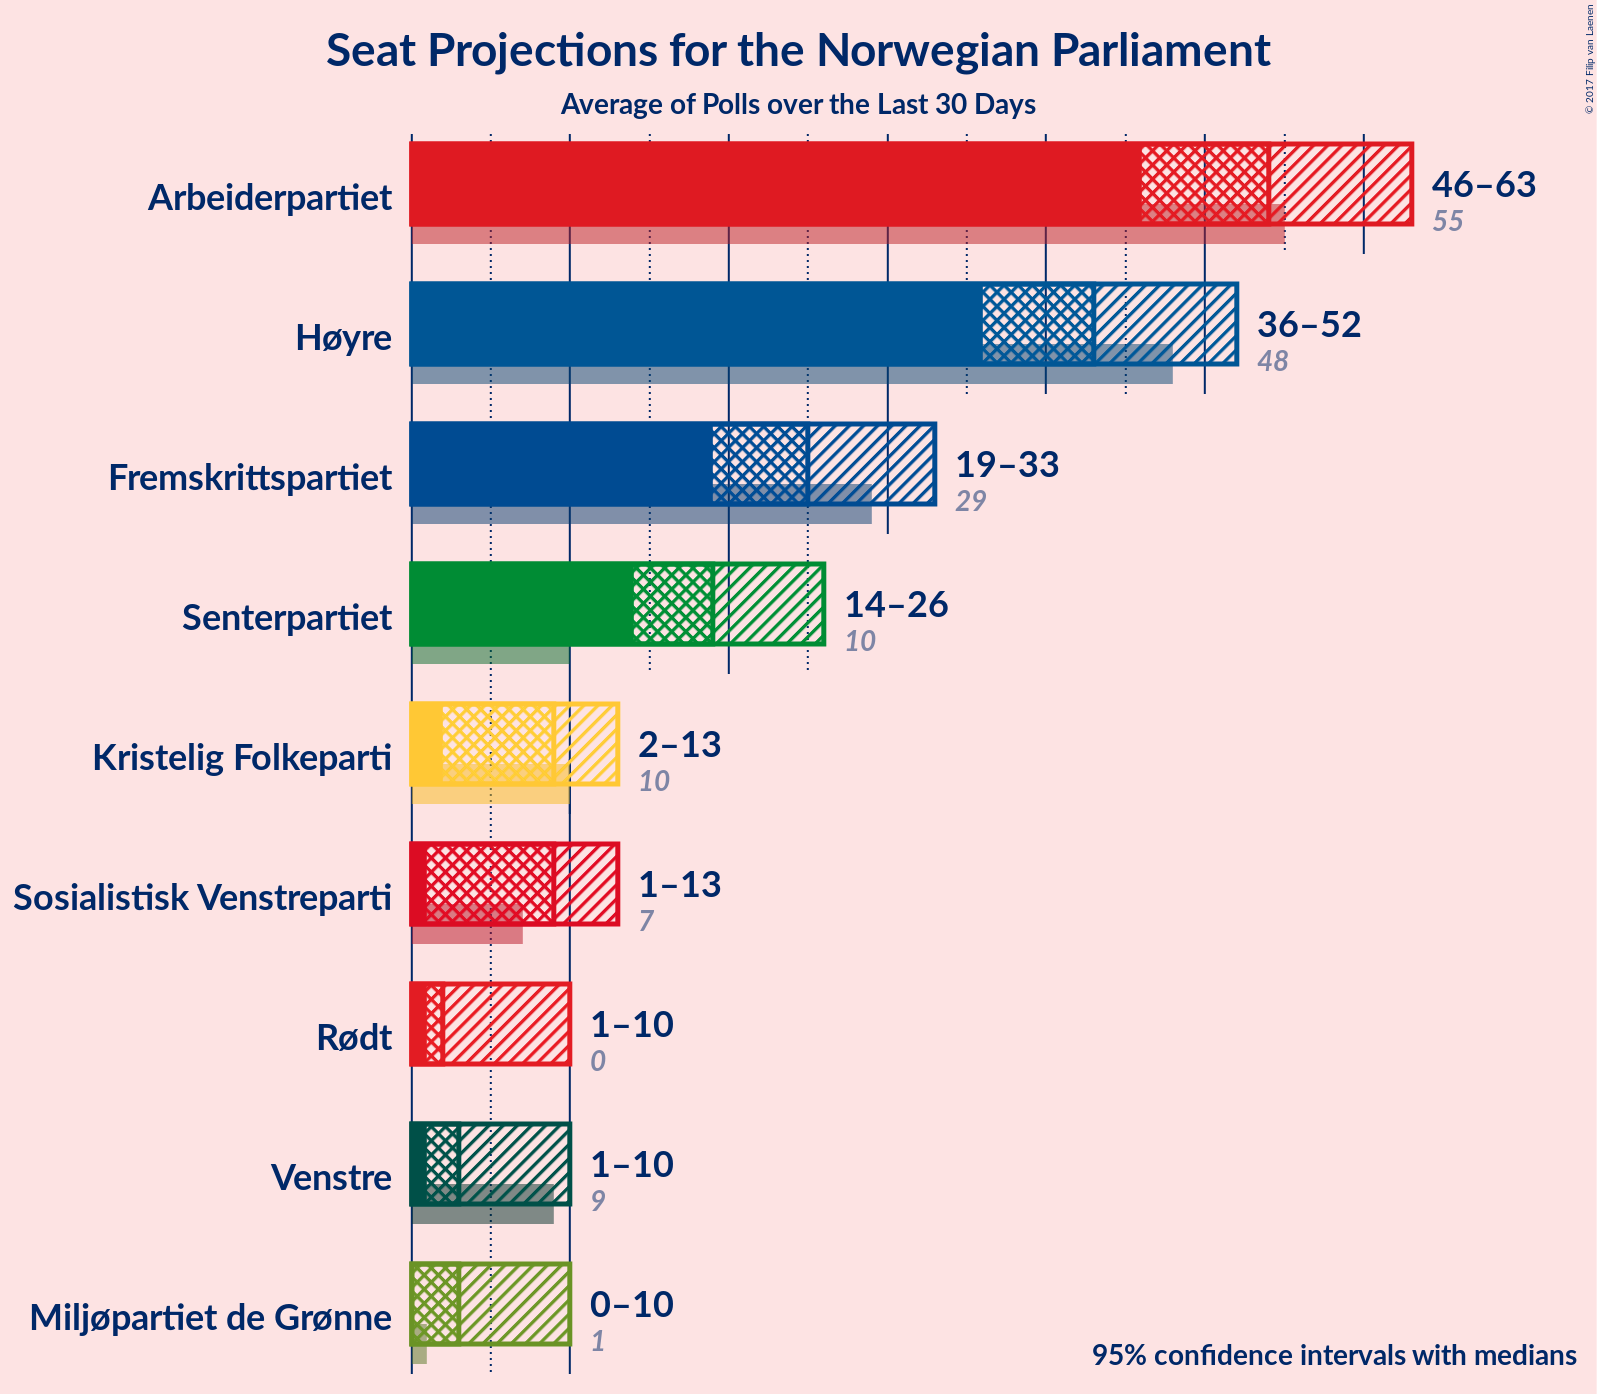 Seat Projections for the Norwegian Parliament
Average of Polls over the Last 30 Days
© 2017 Filip van Laenen
Arbeiderpartiet
46–63
55
Høyre
36–52
48
Fremskrittspartiet
19–33
29
Senterpartiet
14–26
10
Kristelig Folkeparti
2–13
10
Sosialistisk Venstreparti
1–13
7
Rødt
1–10
0
Venstre
1–10
9
Miljøpartiet de Grønne
0–10
1
95% confidence intervals with medians